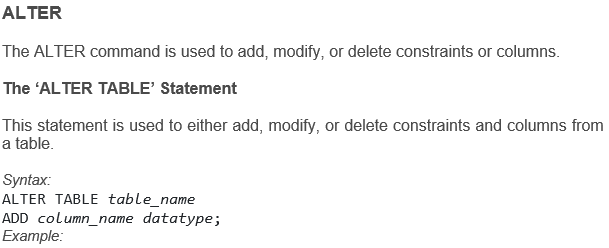 ALTER
The ALTER command is used to add, modify, or delete constraints or columns.
The ‘ALTER TABLE’ Statement
This statement is used to either add, modify, or delete constraints and columns from
a table.
Syntax:
ALTER TABLE table_name
ADD column_name datatype;
Example: